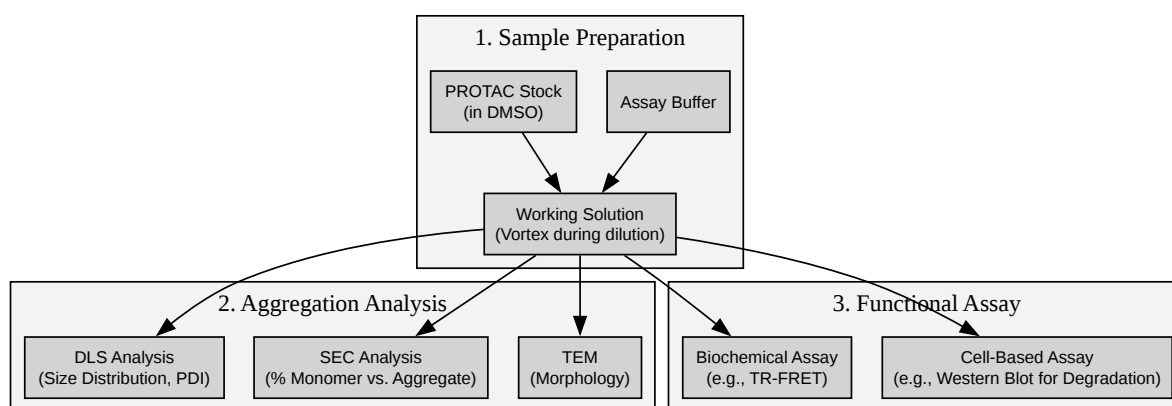 1. Sample Preparation
PROTAC Stock
(in DMSO)
Assay Buffer
Working Solution
(Vortex during dilution)
2. Aggregation Analysis
DLS Analysis
(Size Distribution, PDI)
SEC Analysis
(% Monomer vs. Aggregate)
TEM
(Morphology)
3. Functional Assay
Biochemical Assay
(e.g., TR-FRET)
Cell-Based Assay
(e.g., Western Blot for Degradation)